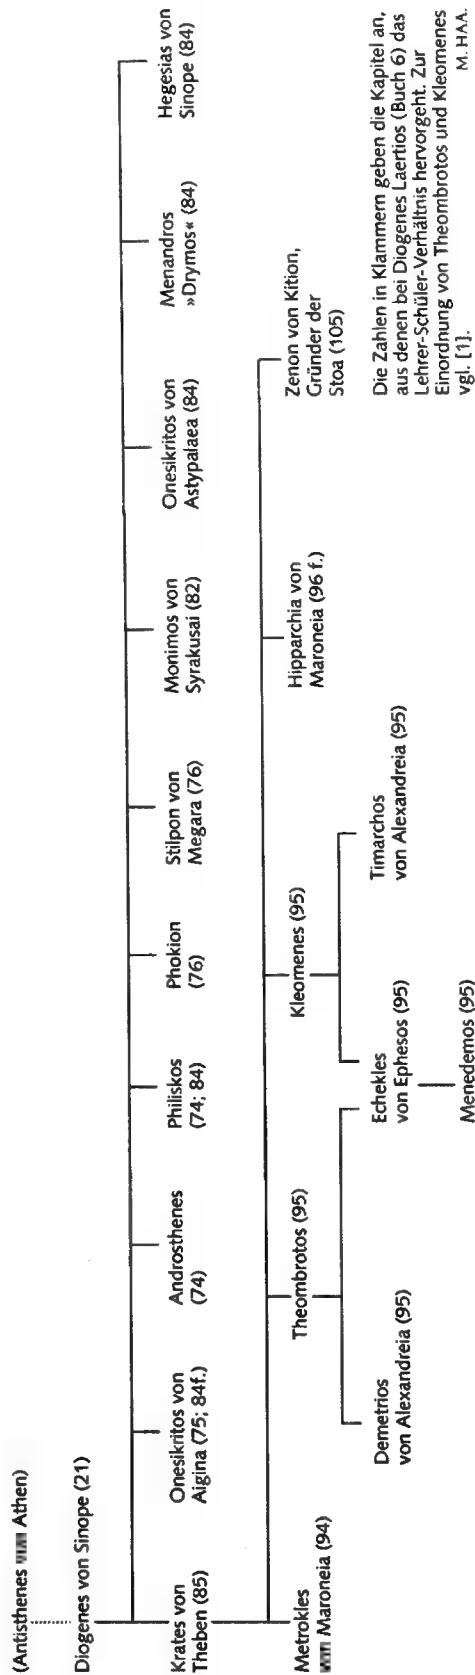 (Antisthenes Athen)
Diogenes von Sinope (21)
Krates von
Theben (85)
Onesikritos von
Aigina (75; 84f.)
Androsthenes
(74)
Philiskos
(74; 84)
Phokion
(76)
Stilpon von
Megara (76)
Monimos von
Syrakusai (82)
Onesikritos von
Astypalaea (84)
Menandros
»Drymos« (84)
Hegesias von
Sinope (84)
Metrokles
Maroneia (94)
Theombrotos (95)
Kleomenes (95)
Hipparchia von
Maroneia (96 f.)
Zenon von Kition,
Gründer der
Stoa (105)
Demetrios
von Alexandreia (95)
Echekles
von Ephesos (95)
Timarchos
von Alexandreia (95)
Menedemos (95)
Die Zahlen in Klammern geben die Kapitel an,
aus denen bei Diogenes Laertios (Buch 6) das
Lehrer-Schüler-Verhältnis hervorgeht. Zur
Einordnung von Theombrotos und Kleomenes
vgl. [1].
M. HAA.